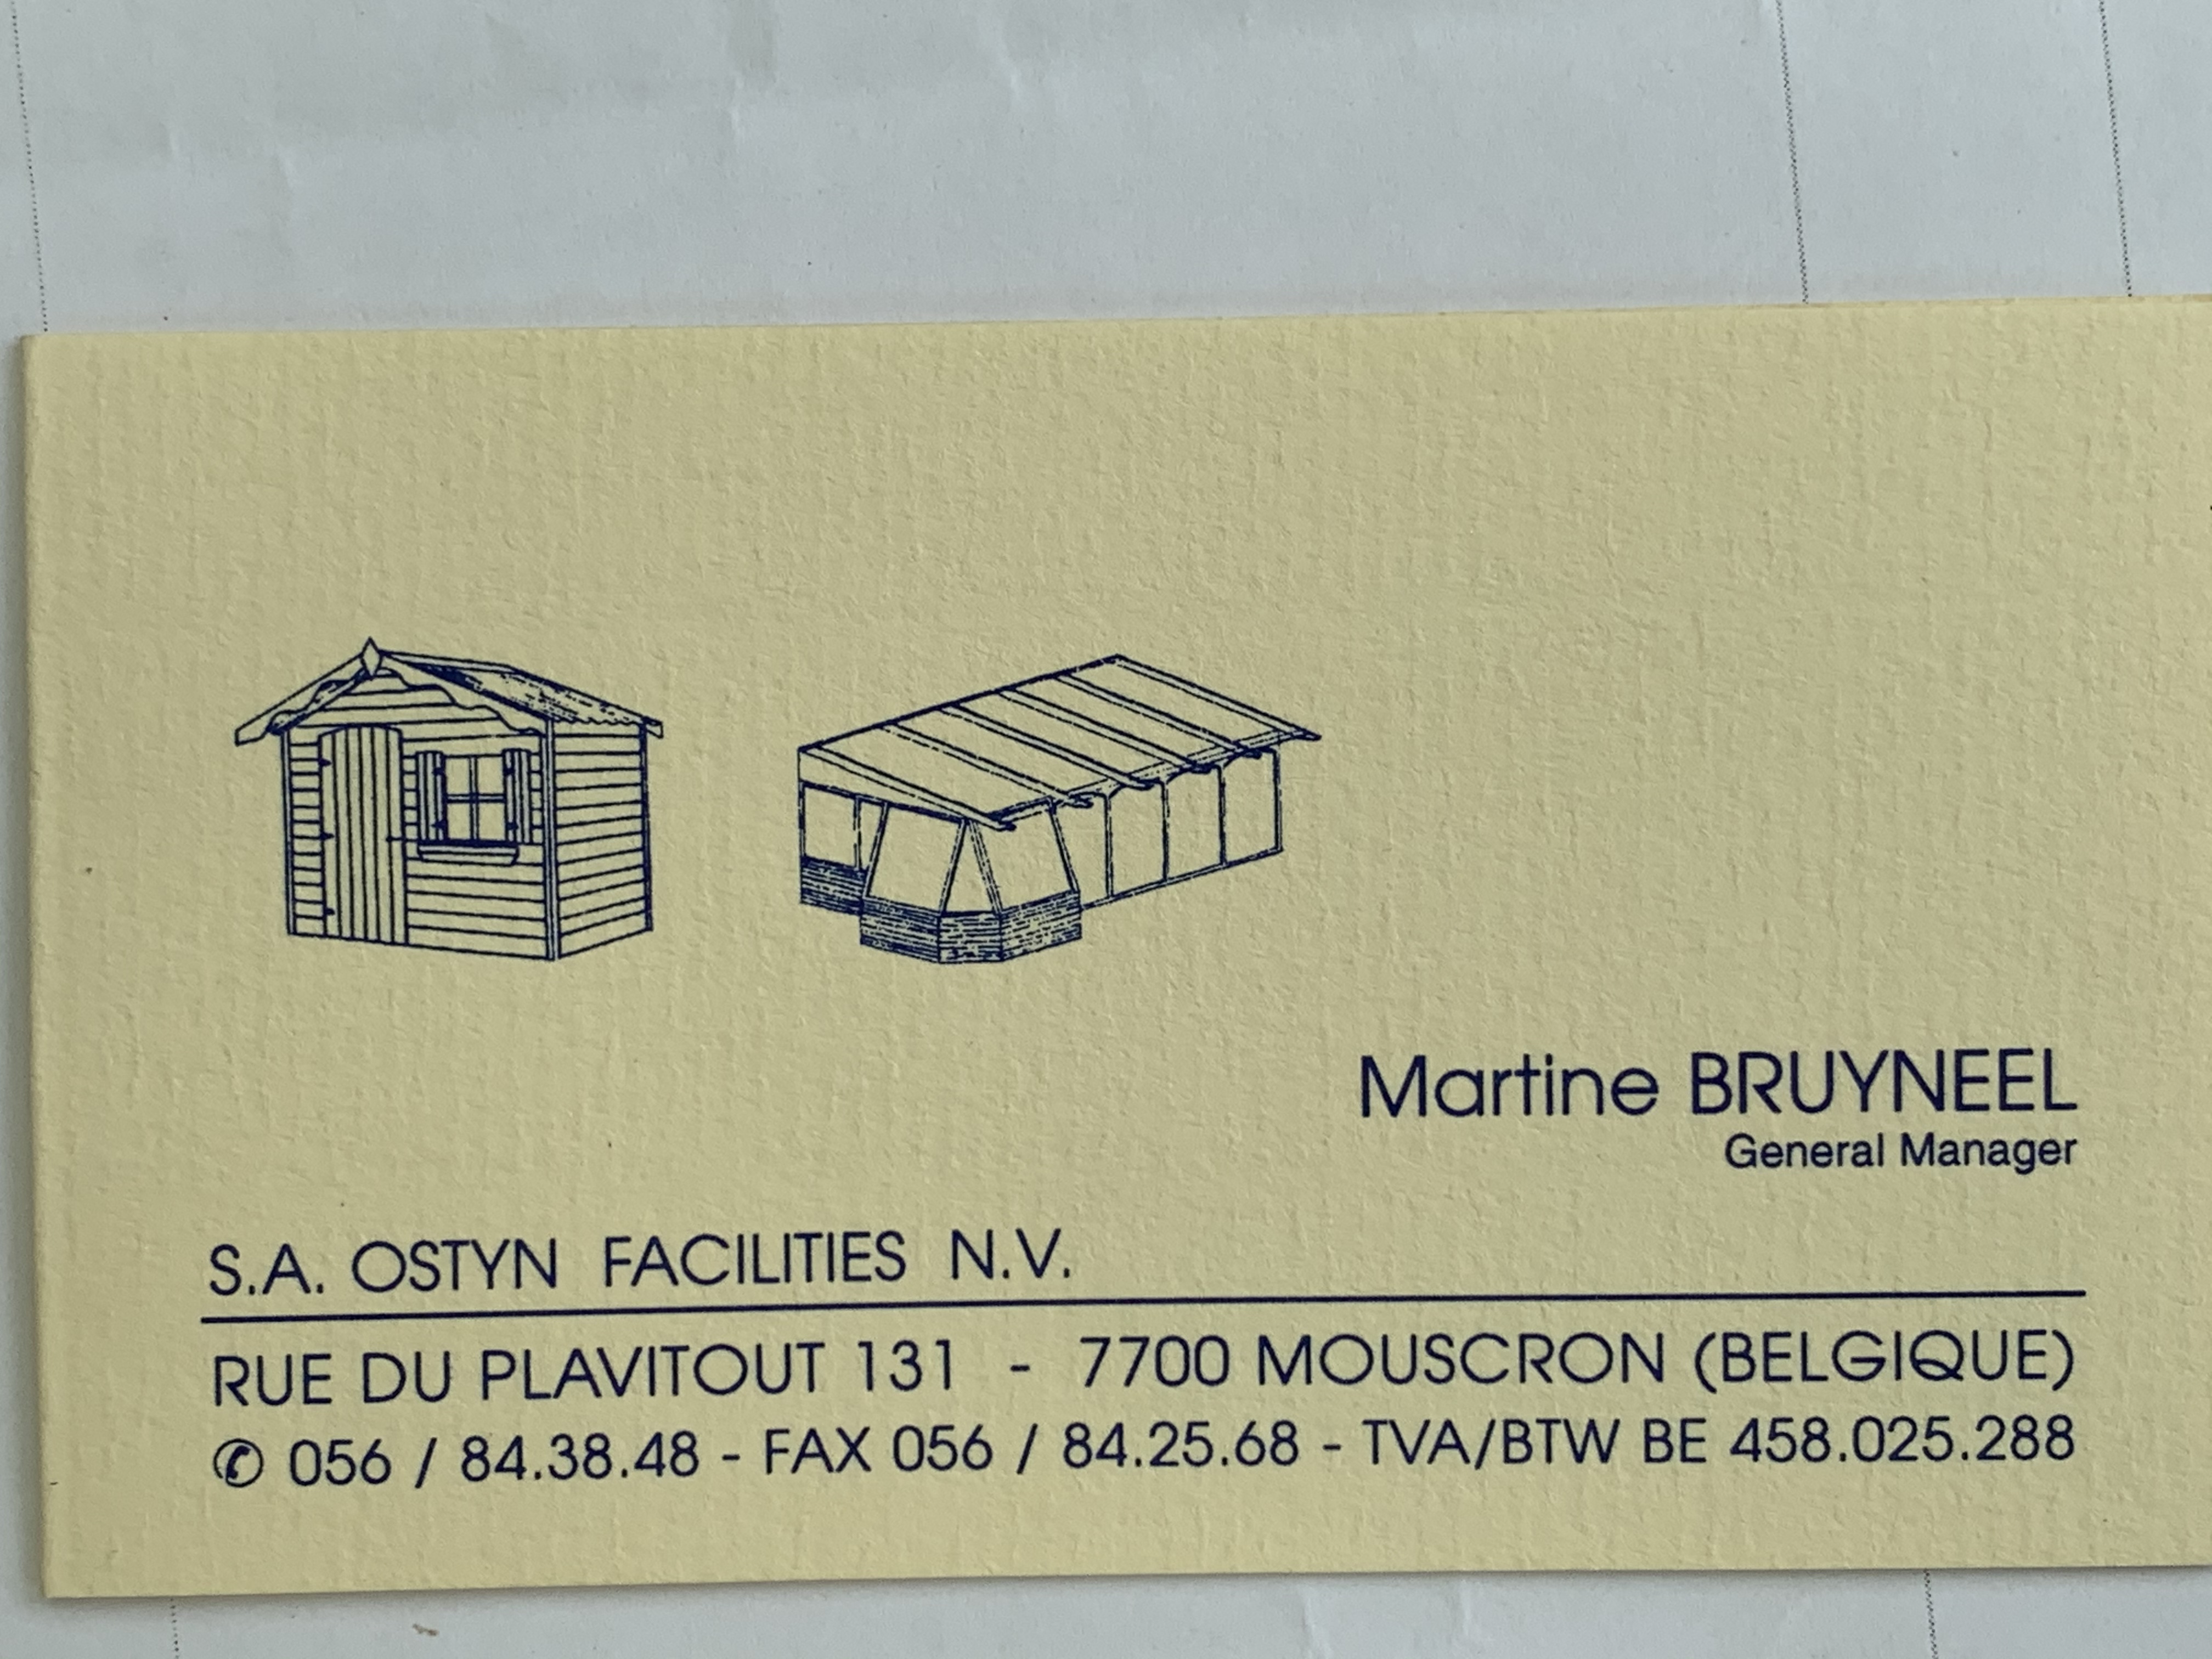 Martine BRUYNEEL
General Manager
S.A. OSTYN FACILITIES N.V.
RUE DU PLAVITOUT 131 - 7700 MOUSCRON (BELGIQUE)
✆ 056 / 84.38.48 - FAX 056 / 84.25.68 - TVA/BTW BE 458.025.288